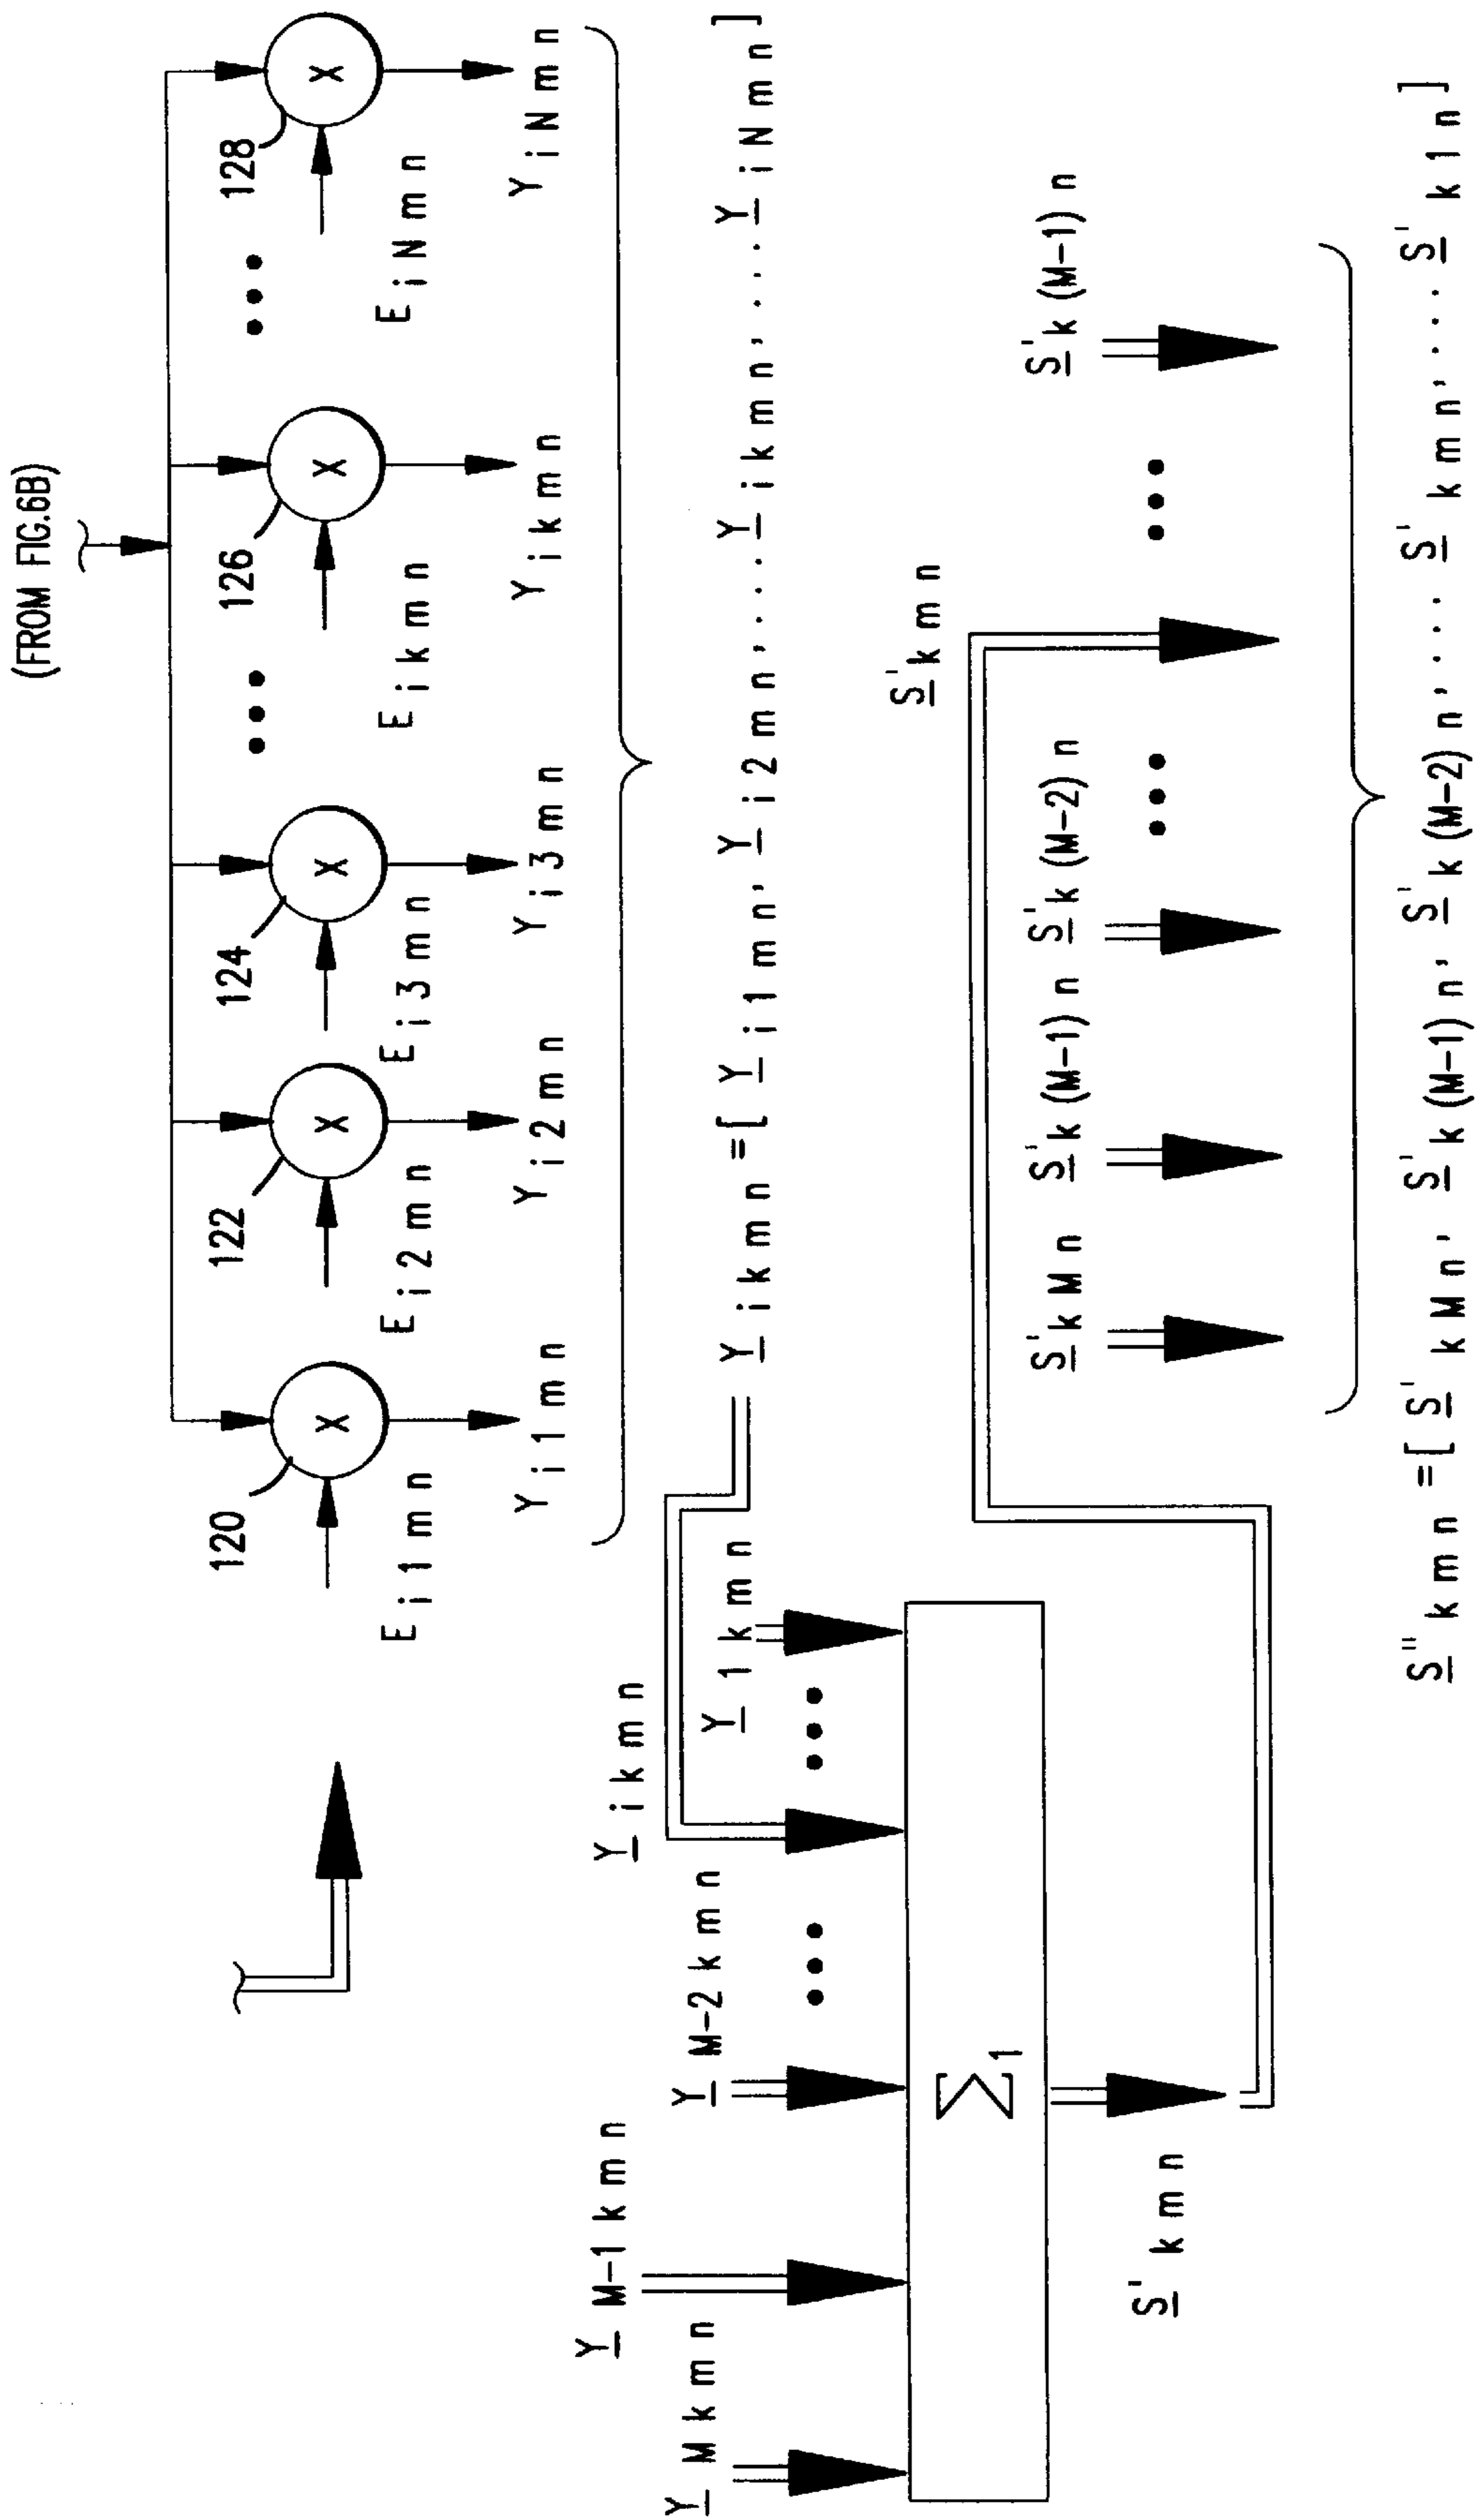 (FROM FIG.6B)
120 122 124 126 128
X X X X X
E i 1 m n E i 2 m n E i 3 m n E i k m n E i N m n
Y i 1 m n Y i 2 m n Y i 3 m n Y i k m n Y i N m n
Y i k m n = [ Y i 1 m n, Y i 2 m n, ... Y i k m n, ... Y i N m n ]
Y M k m n Y M-1 k m n Y M-2 k m n Y i k m n Y 1 k m n
Σ1
S' k m n
S' k m n
S' k M n S' k (M-1) n S' k (M-2) n S' k (M-1) n
S'' k m n = [ S' k M n, S' k (M-1) n, S' k (M-2) n, .... S' k m n, ... S' k 1 n ]